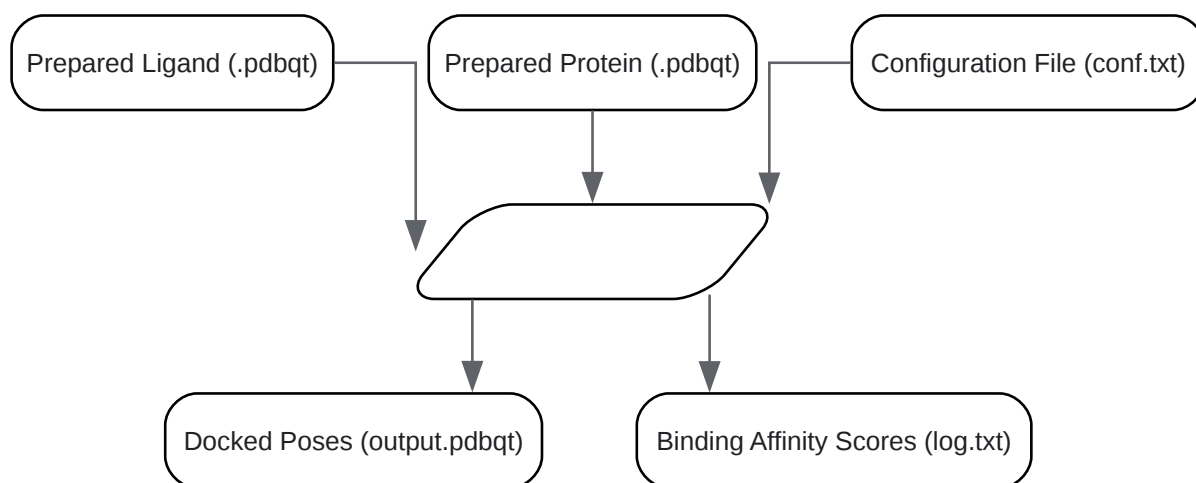 Prepared Ligand (.pdbqt)
Prepared Protein (.pdbqt)
Configuration File (conf.txt)
Docked Poses (output.pdbqt)
Binding Affinity Scores (log.txt)